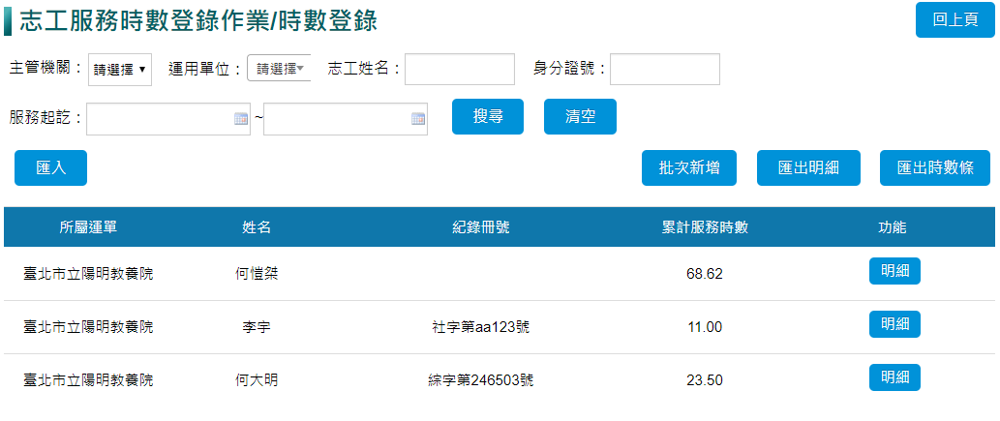 志工服務時數登錄作業/時數登錄 回上頁
主管機關： 請選擇 運用單位： 請選擇 志工姓名： 身分證號：
服務起訖： ~ 搜尋 清空
匯入 批次新增 匯出明細 匯出時數條
所屬運單 姓名 紀錄冊號 累計服務時數 功能
臺北市立陽明教養院 何愷桀 68.62 明細
臺北市立陽明教養院 李宇 社字第aa123號 11.00 明細
臺北市立陽明教養院 何大明 綜字第246503號 23.50 明細